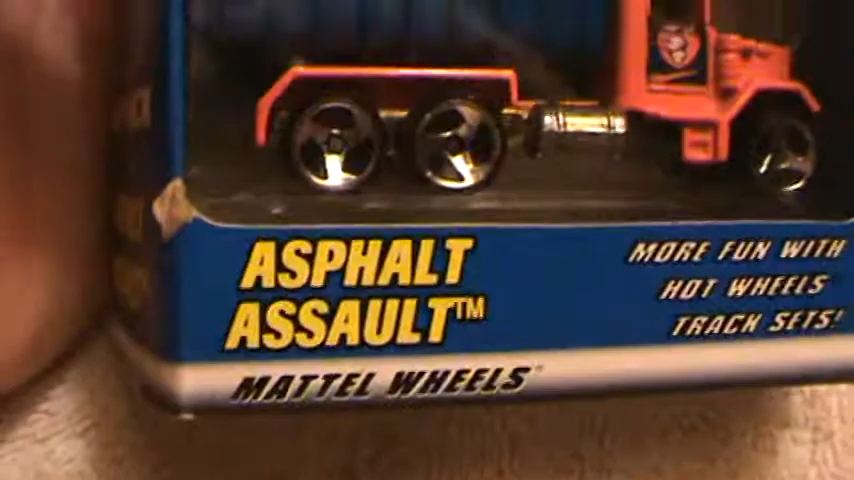 ASPHALT
ASSAULT™
MATTEL WHEELS
MORE FUN WITH
HOT WHEELS
TRACK SETS!